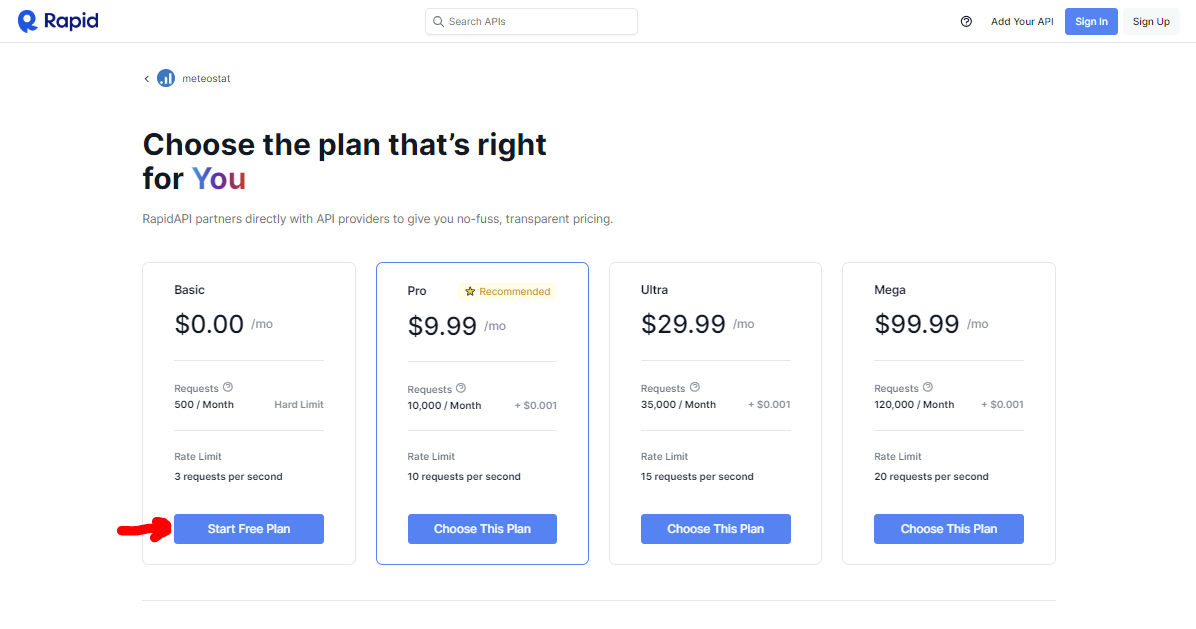 Rapid
Search APIs
Add Your API
Sign In
Sign Up
meteostat
Choose the plan that’s right
for You
RapidAPI partners directly with API providers to give you no-fuss, transparent pricing.
Basic
$0.00 /mo
Requests
500 / Month Hard Limit
Rate Limit
3 requests per second
Start Free Plan
Pro Recommended
$9.99 /mo
Requests
10,000 / Month + $0.001
Rate Limit
10 requests per second
Choose This Plan
Ultra
$29.99 /mo
Requests
35,000 / Month + $0.001
Rate Limit
15 requests per second
Choose This Plan
Mega
$99.99 /mo
Requests
120,000 / Month + $0.001
Rate Limit
20 requests per second
Choose This Plan